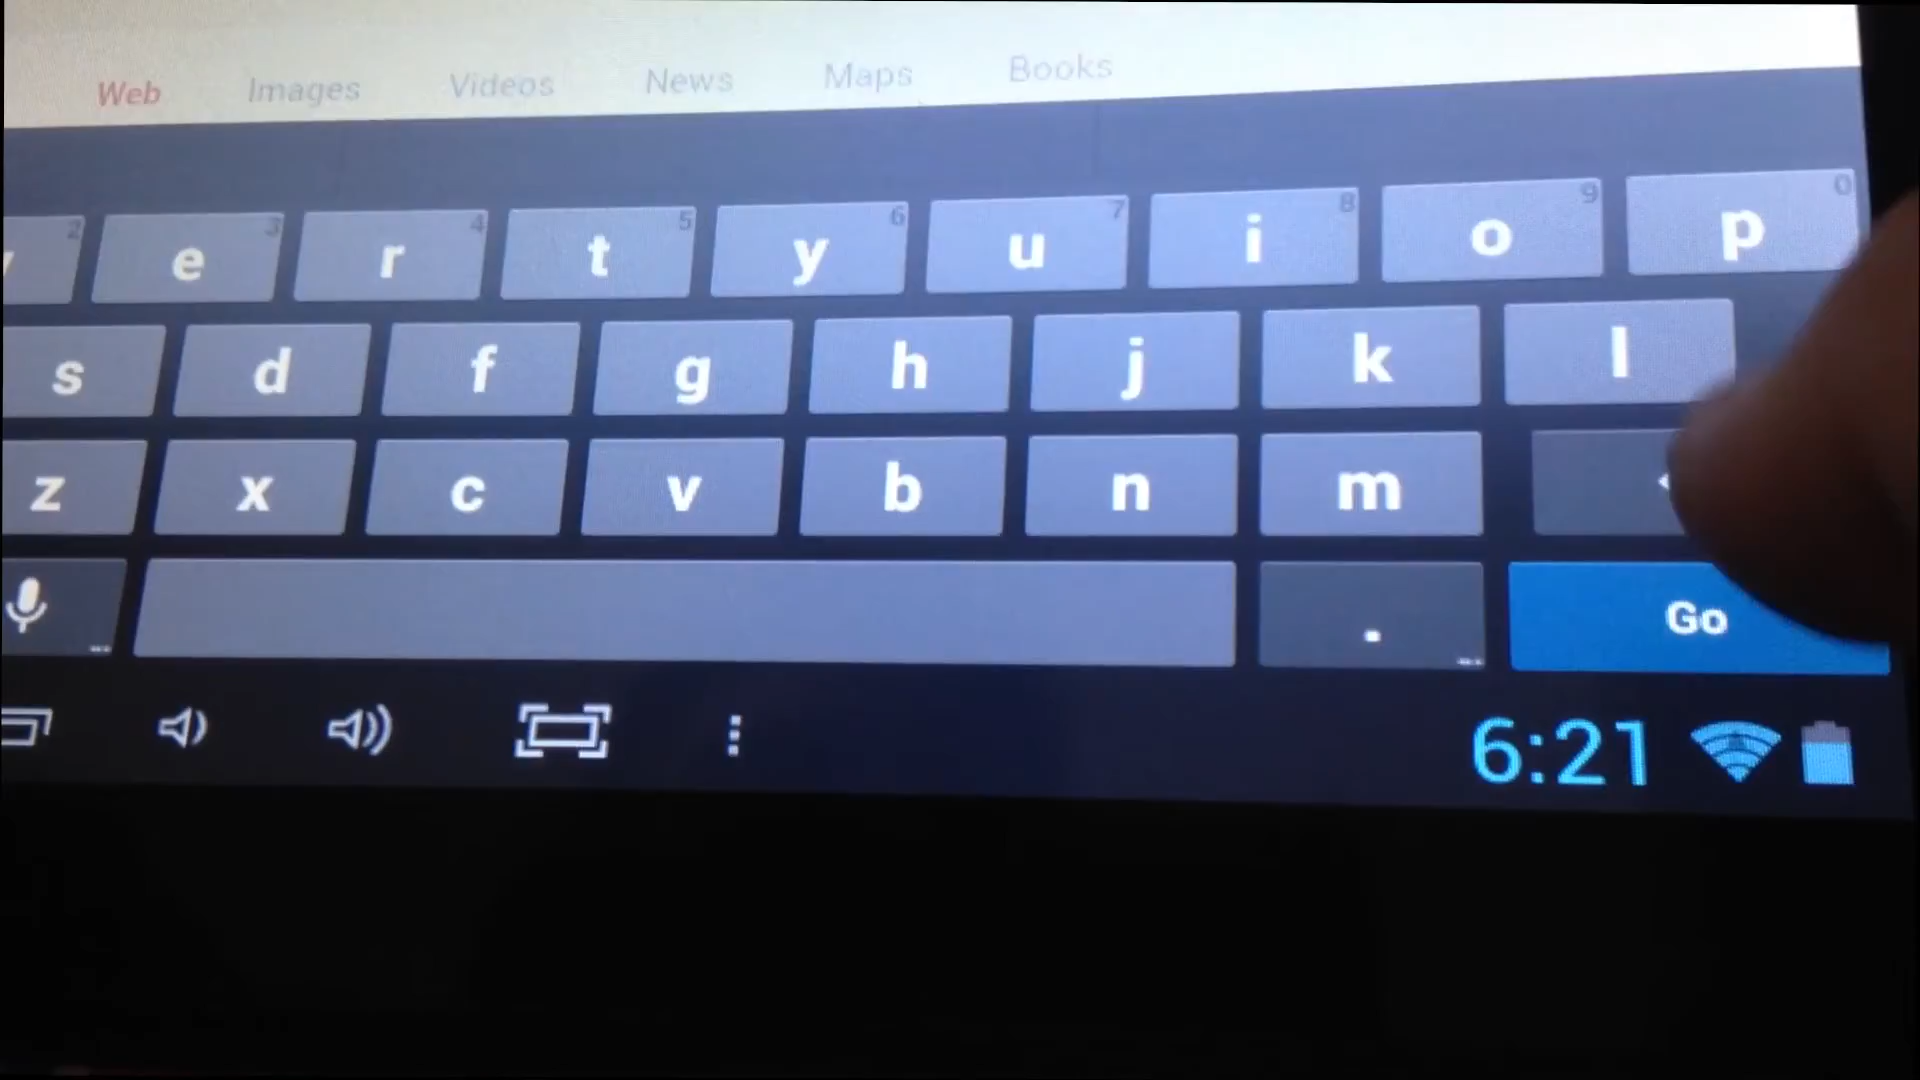 Web Images Videos News Maps Books
2 3 4 5 6 7 8 9 0
e r t y u i o p
s d f g h j k l
z x c v b n m
. Go
6:21